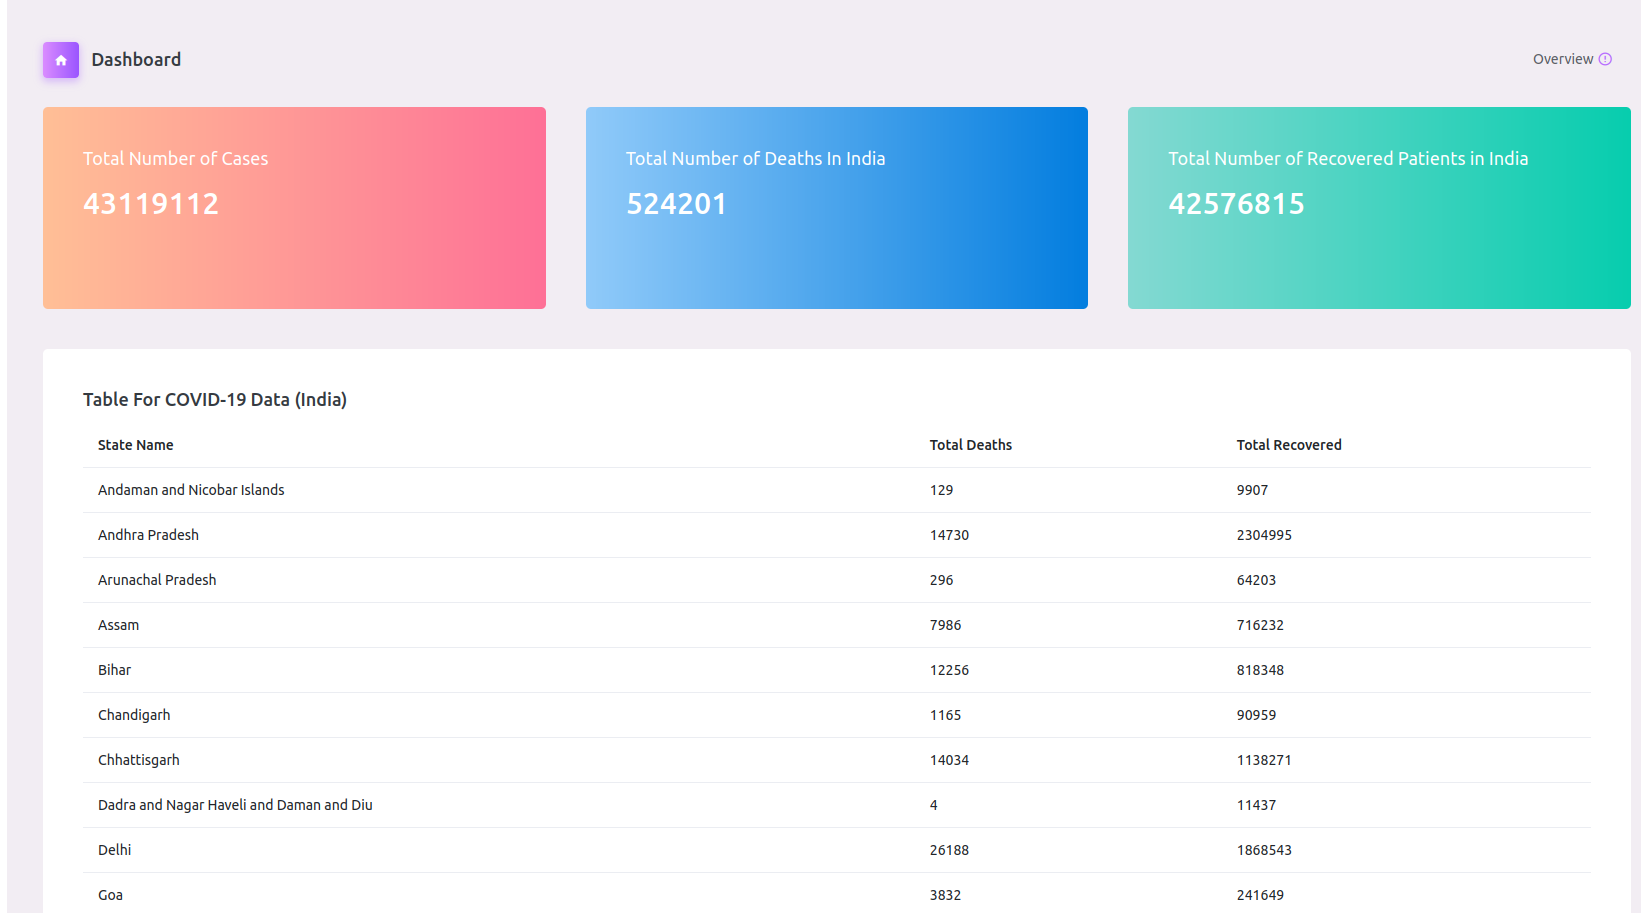 Dashboard
Overview
Total Number of Cases
43119112
Total Number of Deaths In India
524201
Total Number of Recovered Patients in India
42576815
Table For COVID-19 Data (India)
State Name Total Deaths Total Recovered
Andaman and Nicobar Islands 129 9907
Andhra Pradesh 14730 2304995
Arunachal Pradesh 296 64203
Assam 7986 716232
Bihar 12256 818348
Chandigarh 1165 90959
Chhattisgarh 14034 1138271
Dadra and Nagar Haveli and Daman and Diu 4 11437
Delhi 26188 1868543
Goa 3832 241649